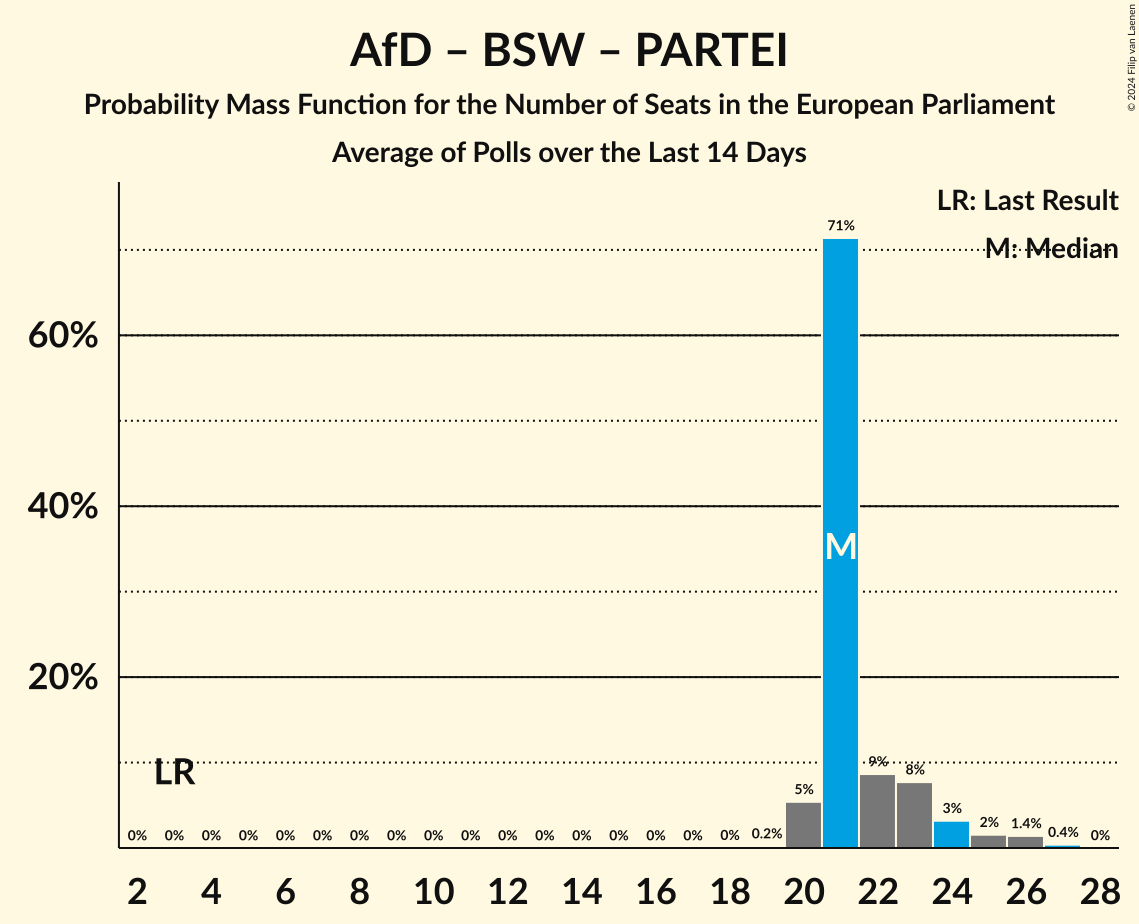 AfD – BSW – PARTEI
Probability Mass Function for the Number of Seats in the European Parliament
Average of Polls over the Last 14 Days
© 2024 Filip van Laenen
LR: Last Result
M: Median
60%
40%
20%
LR
M
0% 0% 0% 0% 0% 0% 0% 0% 0% 0% 0% 0% 0% 0% 0% 0% 0% 0.2% 5% 71% 9% 8% 3% 2% 1.4% 0.4% 0%
2 4 6 8 10 12 14 16 18 20 22 24 26 28